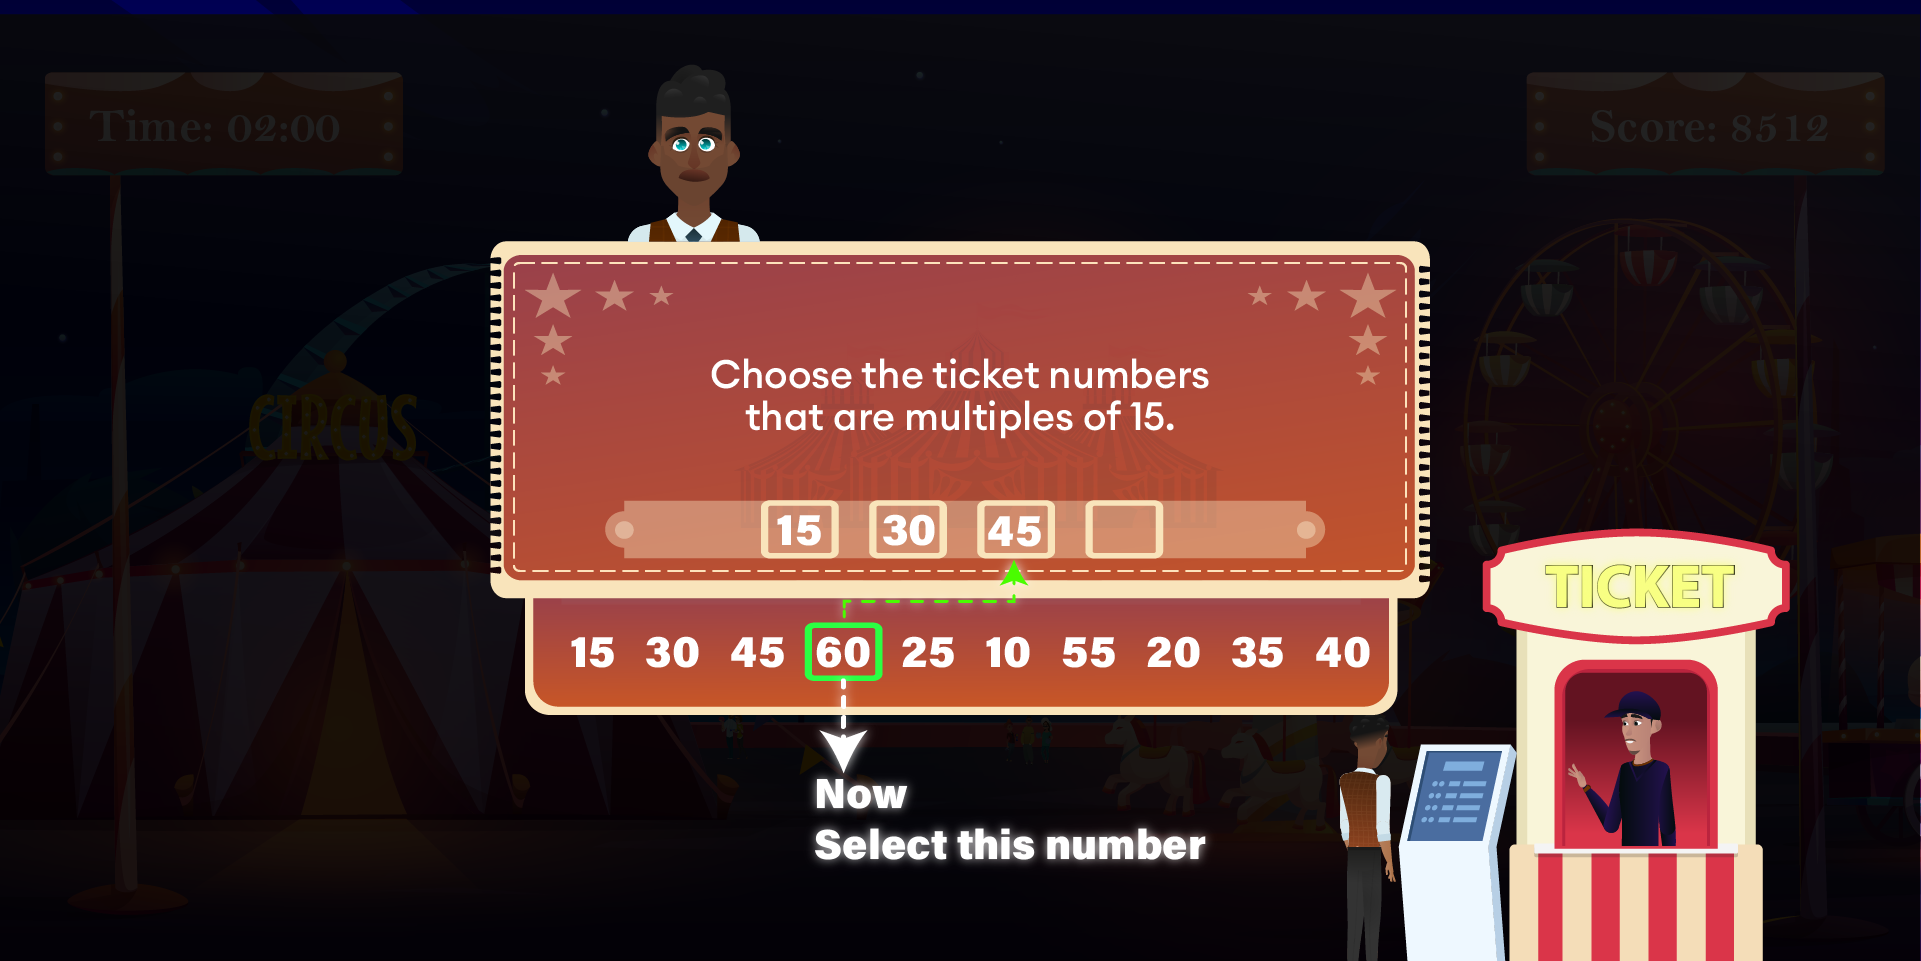 Time: 02:00
Score: 8512
CIRCUS
Choose the ticket numbers
that are multiples of 15.
15 30 45
TICKET
15 30 45 60 25 10 55 20 35 40
Now
Select this number